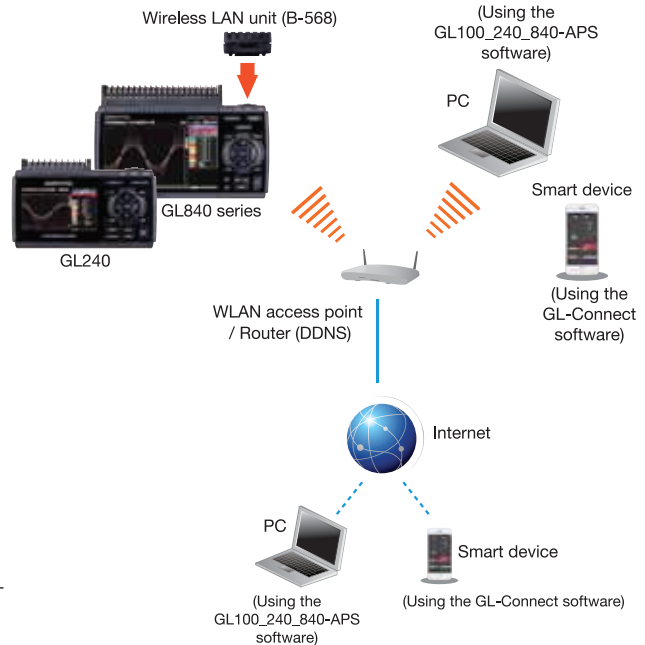 Wireless LAN unit (B-568)
(Using the
GL100_240_840-APS
software)
PC
Smart device
GL840 series
GL240
(Using the
GL-Connect
software)
WLAN access point
/ Router (DDNS)
Internet
PC
Smart device
(Using the
GL100_240_840-APS
software)
(Using the GL-Connect software)